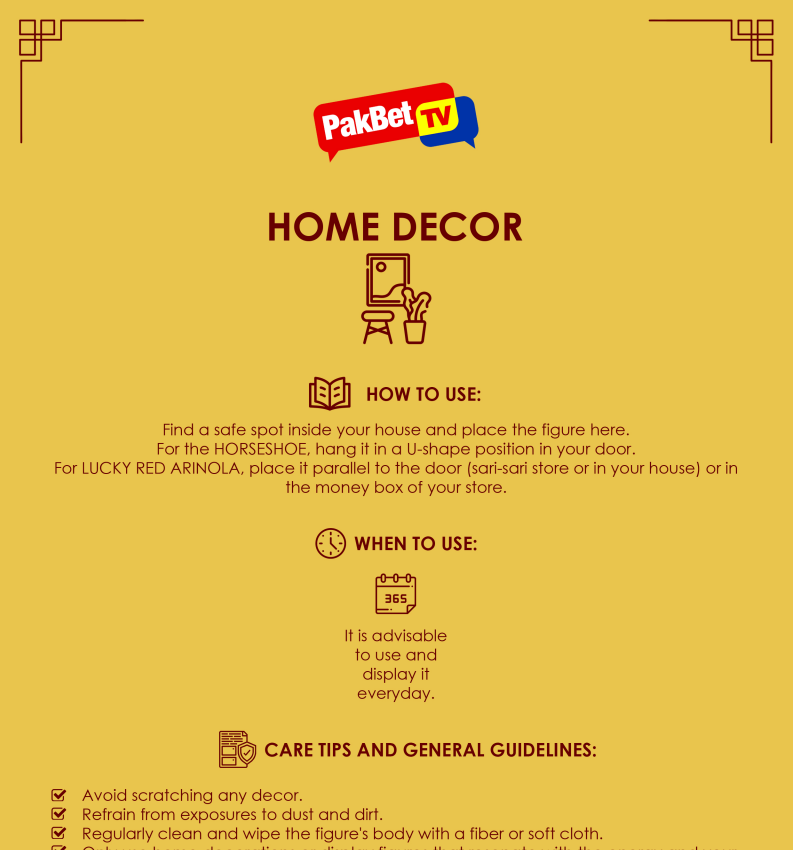 PakBet TV
HOME DECOR
HOW TO USE:
Find a safe spot inside your house and place the figure here.
For the HORSESHOE, hang it in a U-shape position in your door.
For LUCKY RED ARINOLA, place it parallel to the door (sari-sari store or in your house) or in
the money box of your store.
WHEN TO USE:
365
It is advisable
to use and
display it
everyday.
CARE TIPS AND GENERAL GUIDELINES:
Avoid scratching any decor.
Refrain from exposures to dust and dirt.
Regularly clean and wipe the figure's body with a fiber or soft cloth.